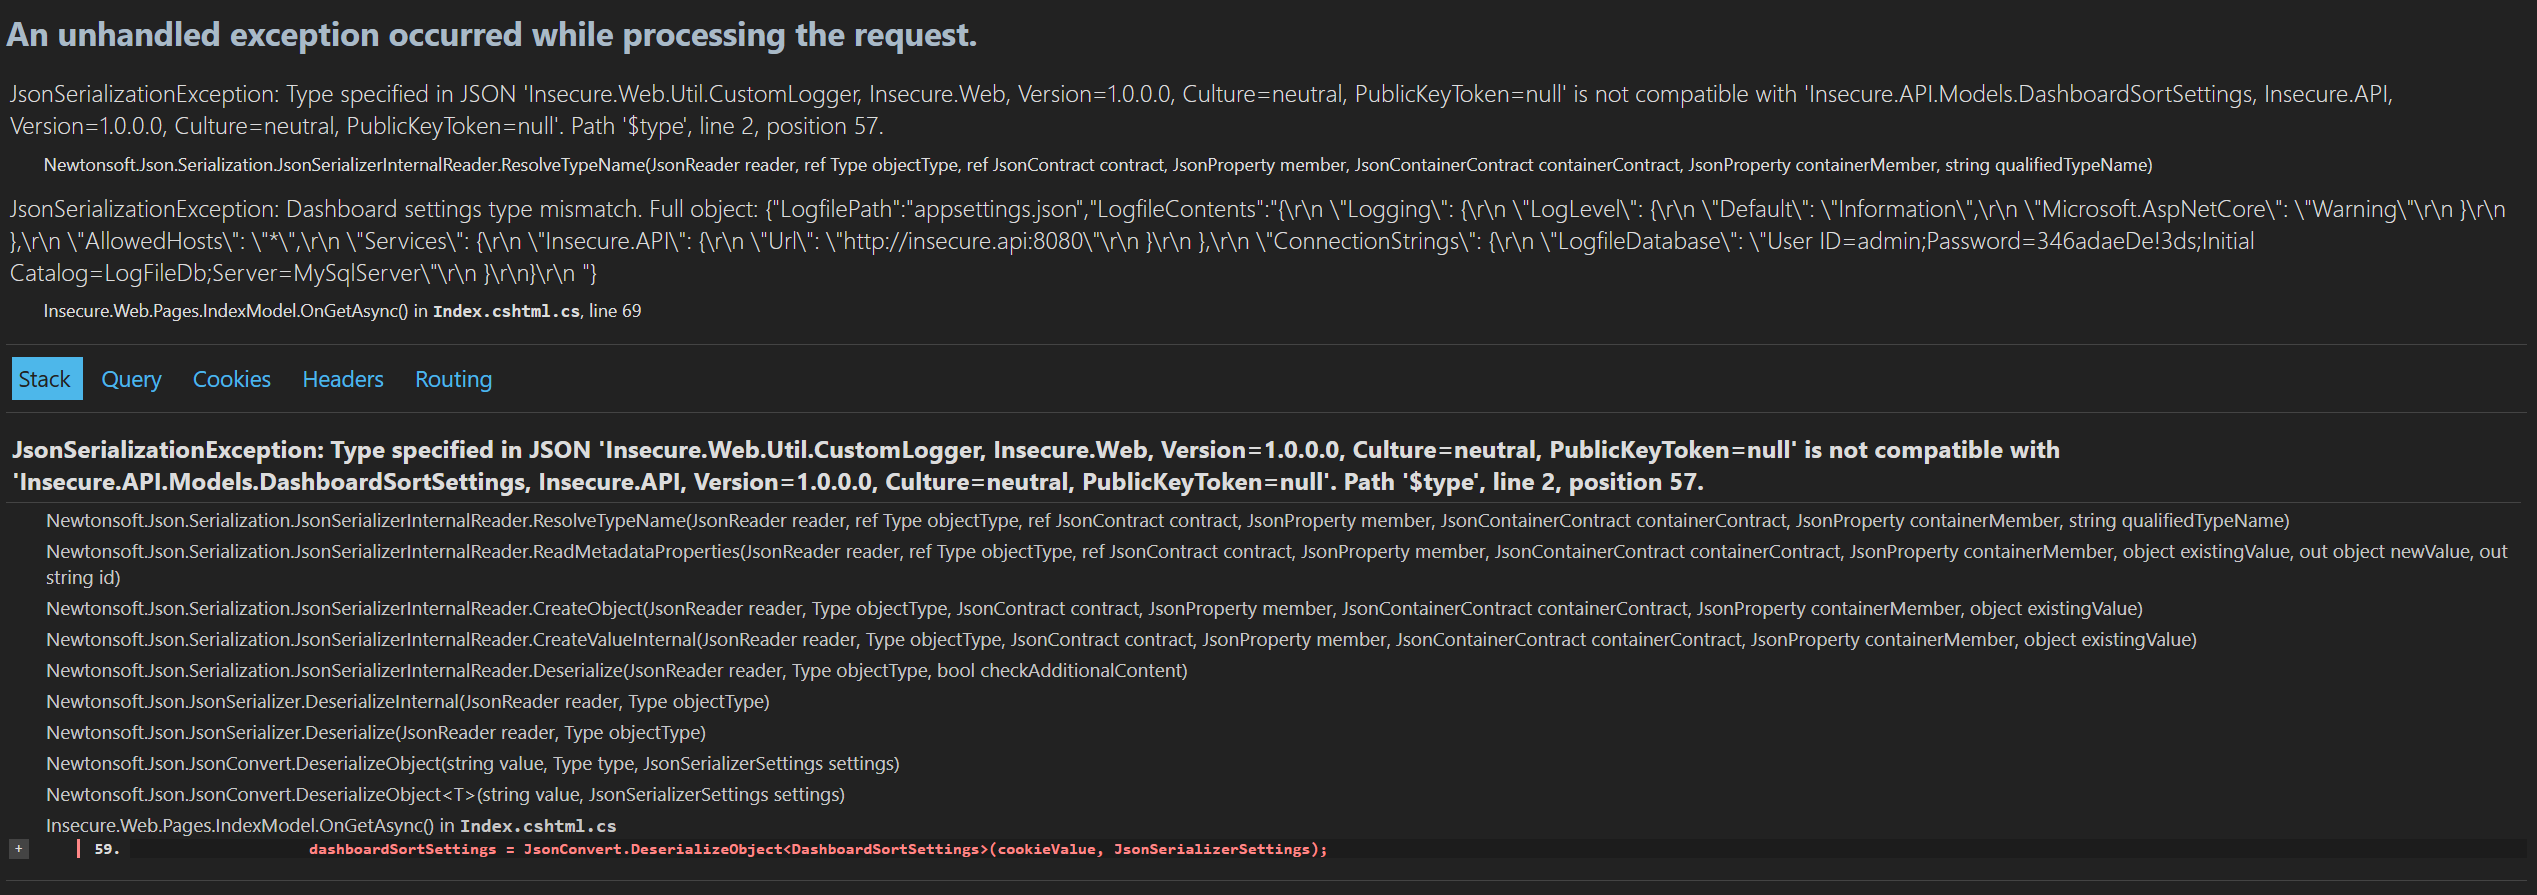 An unhandled exception occurred while processing the request.
JsonSerializationException: Type specified in JSON 'Insecure.Web.Util.CustomLogger, Insecure.Web, Version=1.0.0.0, Culture=neutral, PublicKeyToken=null' is not compatible with 'Insecure.API.Models.DashboardSortSettings, Insecure.API,
Version=1.0.0.0, Culture=neutral, PublicKeyToken=null'. Path '$type', line 2, position 57.
Newtonsoft.Json.Serialization.JsonSerializerInternalReader.ResolveTypeName(JsonReader reader, ref Type objectType, ref JsonContract contract, JsonProperty member, JsonContainerContract containerContract, JsonProperty containerMember, string qualifiedTypeName)
JsonSerializationException: Dashboard settings type mismatch. Full object: {"LogfilePath":"appsettings.json","LogfileContents":"{\r\n \"Logging\": {\r\n \"LogLevel\": {\r\n \"Default\": \"Information\",\r\n \"Microsoft.AspNetCore\": \"Warning\"\r\n }\r\n
},\r\n \"AllowedHosts\": \"*\",\r\n \"Services\": {\r\n \"Insecure.API\": {\r\n \"Url\": \"http://insecure.api:8080\"\r\n }\r\n },\r\n \"ConnectionStrings\": {\r\n \"LogfileDatabase\": \"User ID=admin;Password=346adaeDe!3ds;Initial
Catalog=LogFileDb;Server=MySqlServer\"\r\n }\r\n}\r\n "}
Insecure.Web.Pages.IndexModel.OnGetAsync() in Index.cshtml.cs, line 69
Stack Query Cookies Headers Routing
JsonSerializationException: Type specified in JSON 'Insecure.Web.Util.CustomLogger, Insecure.Web, Version=1.0.0.0, Culture=neutral, PublicKeyToken=null' is not compatible with
'Insecure.API.Models.DashboardSortSettings, Insecure.API, Version=1.0.0.0, Culture=neutral, PublicKeyToken=null'. Path '$type', line 2, position 57.
Newtonsoft.Json.Serialization.JsonSerializerInternalReader.ResolveTypeName(JsonReader reader, ref Type objectType, ref JsonContract contract, JsonProperty member, JsonContainerContract containerContract, JsonProperty containerMember, string qualifiedTypeName)
Newtonsoft.Json.Serialization.JsonSerializerInternalReader.ReadMetadataProperties(JsonReader reader, ref Type objectType, ref JsonContract contract, JsonProperty member, JsonContainerContract containerContract, JsonProperty containerMember, object existingValue, out object newValue, out
string id)
Newtonsoft.Json.Serialization.JsonSerializerInternalReader.CreateObject(JsonReader reader, Type objectType, JsonContract contract, JsonProperty member, JsonContainerContract containerContract, JsonProperty containerMember, object existingValue)
Newtonsoft.Json.Serialization.JsonSerializerInternalReader.CreateValueInternal(JsonReader reader, Type objectType, JsonContract contract, JsonProperty member, JsonContainerContract containerContract, JsonProperty containerMember, object existingValue)
Newtonsoft.Json.Serialization.JsonSerializerInternalReader.Deserialize(JsonReader reader, Type objectType, bool checkAdditionalContent)
Newtonsoft.Json.JsonSerializer.DeserializeInternal(JsonReader reader, Type objectType)
Newtonsoft.Json.JsonSerializer.Deserialize(JsonReader reader, Type objectType)
Newtonsoft.Json.JsonConvert.DeserializeObject(string value, Type type, JsonSerializerSettings settings)
Newtonsoft.Json.JsonConvert.DeserializeObject<T>(string value, JsonSerializerSettings settings)
Insecure.Web.Pages.IndexModel.OnGetAsync() in Index.cshtml.cs
+ 59. dashboardSortSettings = JsonConvert.DeserializeObject<DashboardSortSettings>(cookieValue, JsonSerializerSettings);